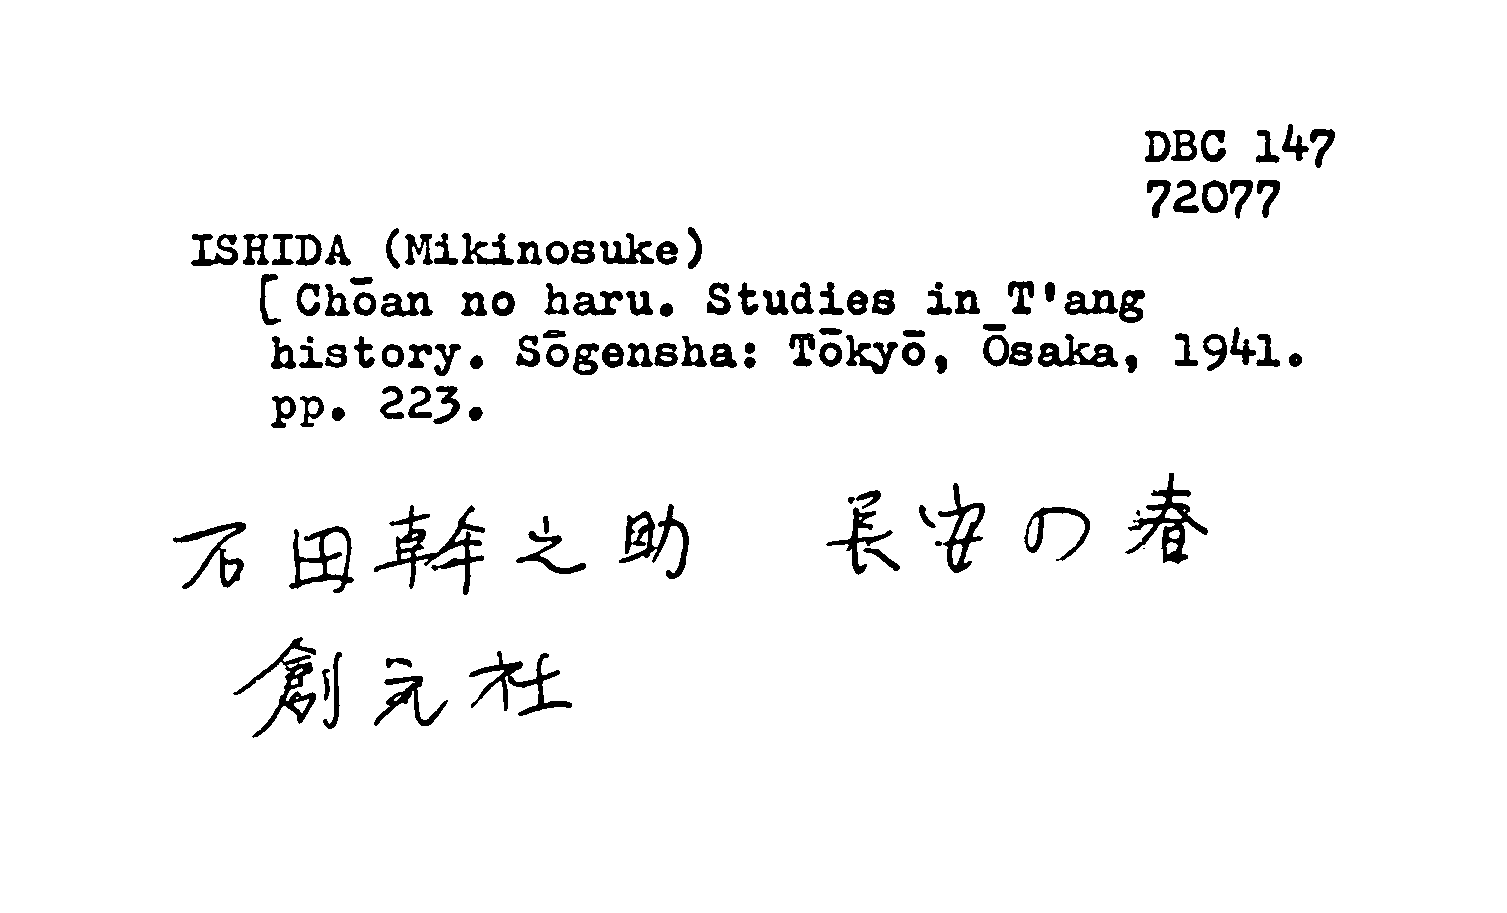 DBC 147
72077
ISHIDA (Mikinosuke)
[Chōan no haru. Studies in T'ang
history. Sōgensha: Tōkyō, Ōsaka, 1941.
pp. 223.
石田幹之助 長安の春
創元社